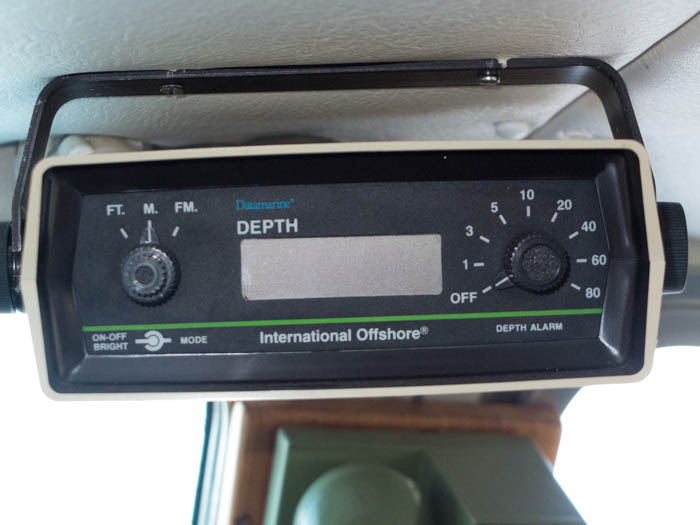 FT. M. FM.
Datamarine®
DEPTH
OFF 1 3 5 10 20 40 60 80
ON-OFF
BRIGHT
MODE
International Offshore®
DEPTH ALARM